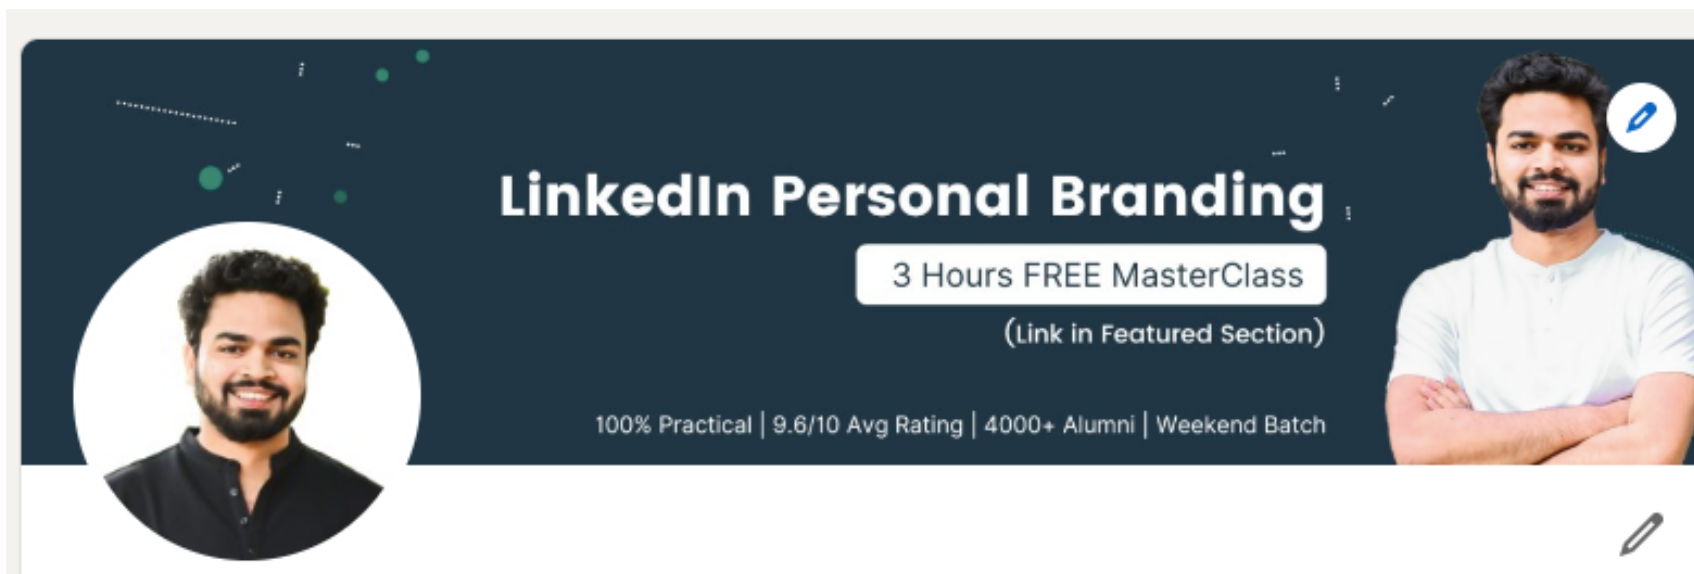 LinkedIn Personal Branding
3 Hours FREE MasterClass
(Link in Featured Section)
100% Practical | 9.6/10 Avg Rating | 4000+ Alumni | Weekend Batch